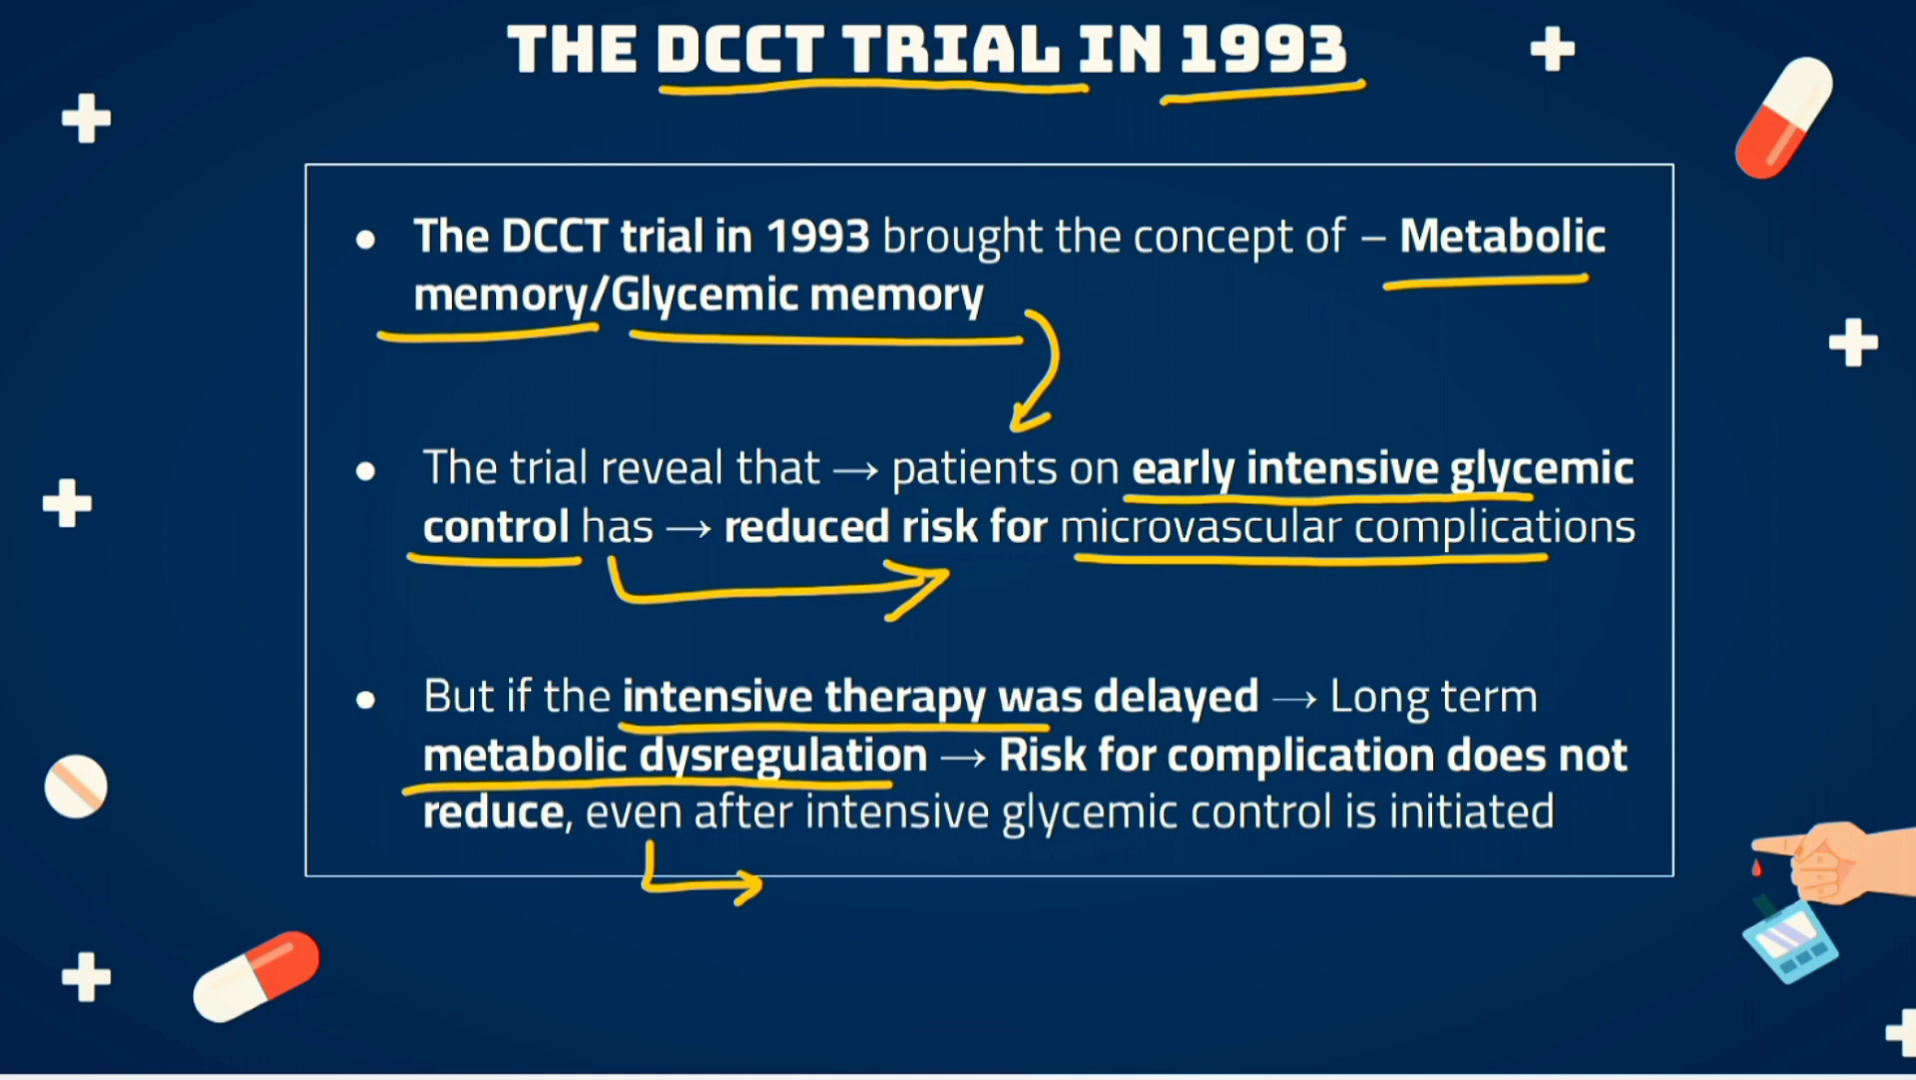 THE DCCT TRIAL IN 1993
● The DCCT trial in 1993 brought the concept of – Metabolic
memory/Glycemic memory
● The trial reveal that → patients on early intensive glycemic
control has → reduced risk for microvascular complications
● But if the intensive therapy was delayed → Long term
metabolic dysregulation → Risk for complication does not
reduce, even after intensive glycemic control is initiated